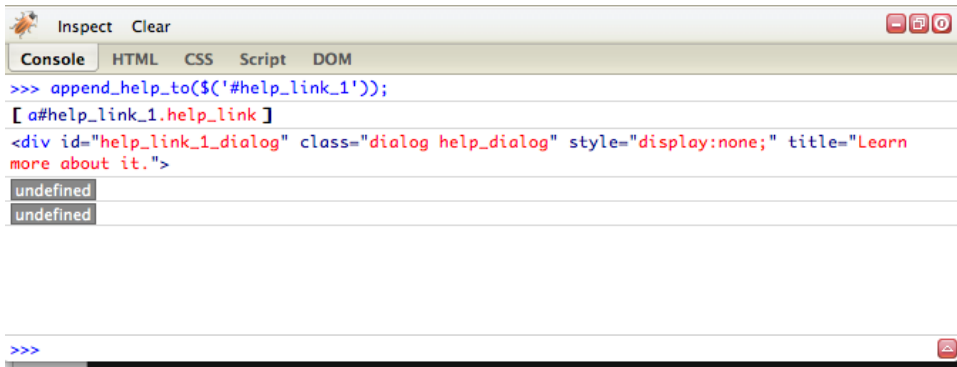 Inspect Clear
Console HTML CSS Script DOM
>>> append_help_to($('#help_link_1'));
[ a#help_link_1.help_link ]
<div id="help_link_1_dialog" class="dialog help_dialog" style="display:none;" title="Learn
more about it.">
undefined
undefined
>>>